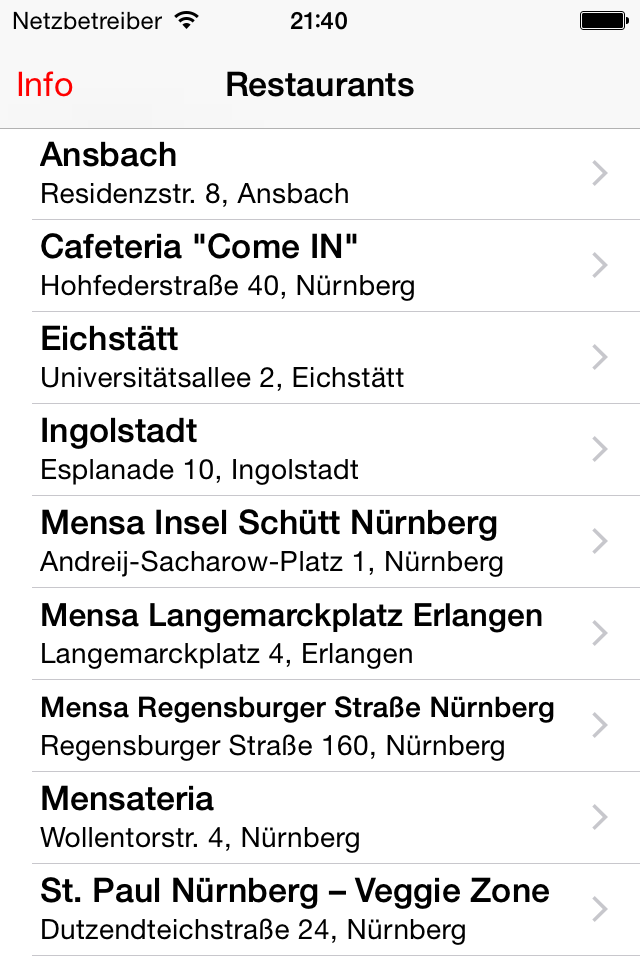 Netzbetreiber 21:40
Info Restaurants
Ansbach
Residenzstr. 8, Ansbach
Cafeteria "Come IN"
Hohfederstraße 40, Nürnberg
Eichstätt
Universitätsallee 2, Eichstätt
Ingolstadt
Esplanade 10, Ingolstadt
Mensa Insel Schütt Nürnberg
Andreij-Sacharow-Platz 1, Nürnberg
Mensa Langemarckplatz Erlangen
Langemarckplatz 4, Erlangen
Mensa Regensburger Straße Nürnberg
Regensburger Straße 160, Nürnberg
Mensateria
Wollentorstr. 4, Nürnberg
St. Paul Nürnberg – Veggie Zone
Dutzendteichstraße 24, Nürnberg